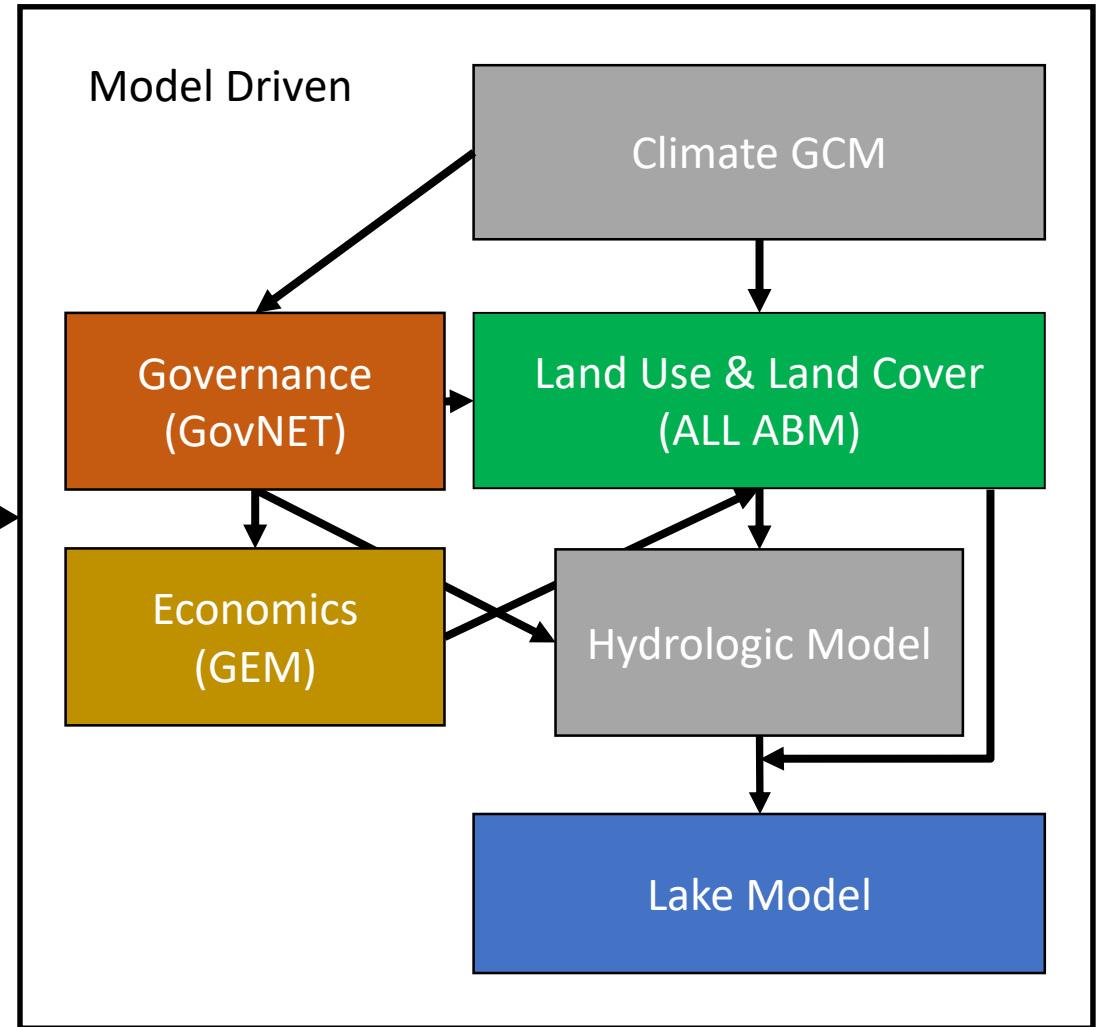 Model Driven
Climate GCM
Governance
(GovNET)
Land Use & Land Cover
(ALL ABM)
Economics
(GEM)
Hydrologic Model
Lake Model